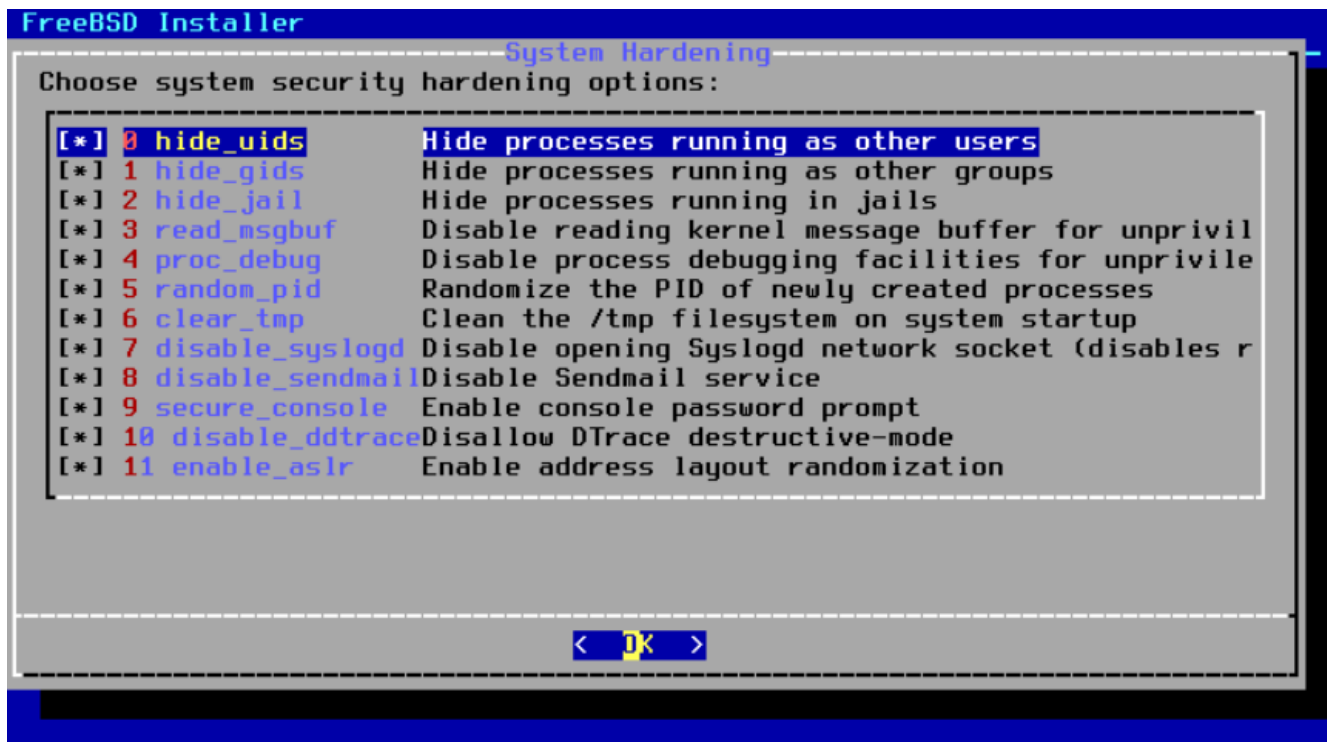 FreeBSD Installer
System Hardening
Choose system security hardening options:
[*] 0 hide_uids Hide processes running as other users
[*] 1 hide_gids Hide processes running as other groups
[*] 2 hide_jail Hide processes running in jails
[*] 3 read_msgbuf Disable reading kernel message buffer for unprivil
[*] 4 proc_debug Disable process debugging facilities for unprivile
[*] 5 random_pid Randomize the PID of newly created processes
[*] 6 clear_tmp Clean the /tmp filesystem on system startup
[*] 7 disable_syslogd Disable opening Syslogd network socket (disables r
[*] 8 disable_sendmailDisable Sendmail service
[*] 9 secure_console Enable console password prompt
[*] 10 disable_ddtraceDisallow DTrace destructive-mode
[*] 11 enable_aslr Enable address layout randomization
< OK >